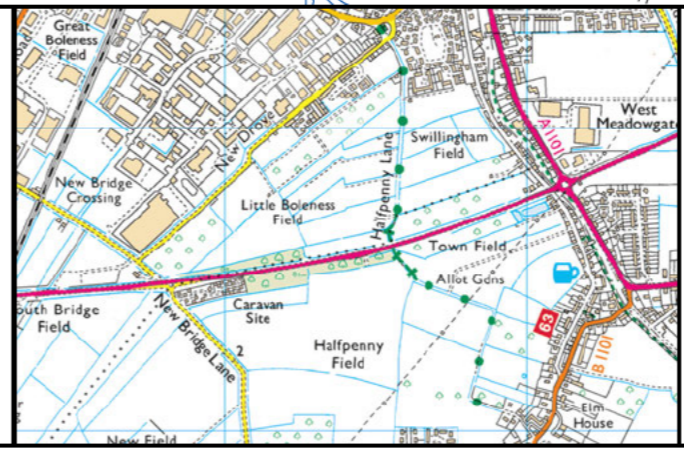 Great
Boleness
Field
New Drove
Swillingham
Field
A 1101
West
Meadowgate
New Bridge
Crossing
Halfpenny Lane
Little Boleness
Field
Town Field
Allot Gdns
South Bridge
Field
Caravan
Site
New Bridge Lane
2
Halfpenny
Field
63
B 1101
Elm
House
New Field